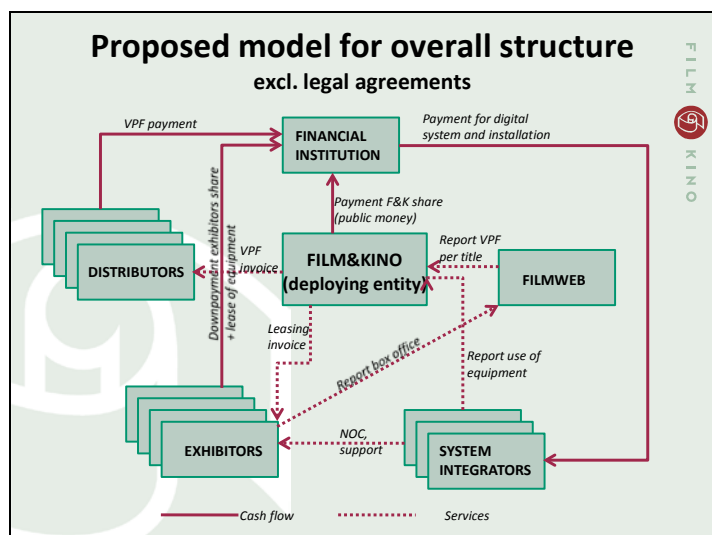 Proposed model for overall structure
excl. legal agreements
FILM
KINO
VPF payment
Payment for digital
system and installation
FINANCIAL
INSTITUTION
Payment F&K share
(public money)
Downpayment exhibitors share
+ lease of equipment
DISTRIBUTORS
VPF
invoice
FILM&KINO
(deploying entity)
Report VPF
per title
FILMWEB
Leasing
invoice
Report box office
Report use of
equipment
EXHIBITORS
NOC,
support
SYSTEM
INTEGRATORS
Cash flow
Services